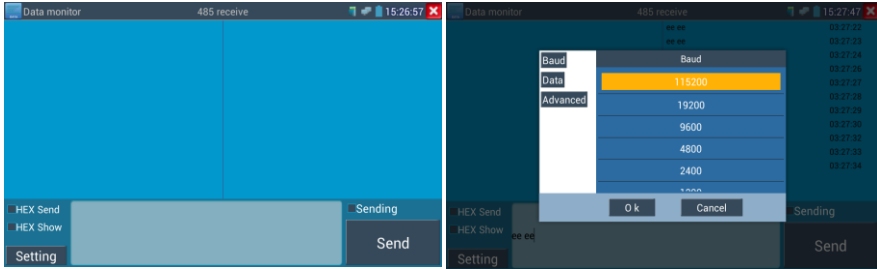 Data monitor 485 receive 15:26:57
HEX Send
Sending
HEX Show
Send
Setting
Data monitor 485 receive 15:27:47
ee ee 03:27:22
ee ee 03:27:23
03:27:24
03:27:26
03:27:27
03:27:28
03:27:29
03:27:30
03:27:32
03:27:33
03:27:34
Baud
Data
Advanced
Baud
115200
19200
9600
4800
2400
1200
Ok Cancel
HEX Send
Sending
HEX Show
ee ee
Send
Setting